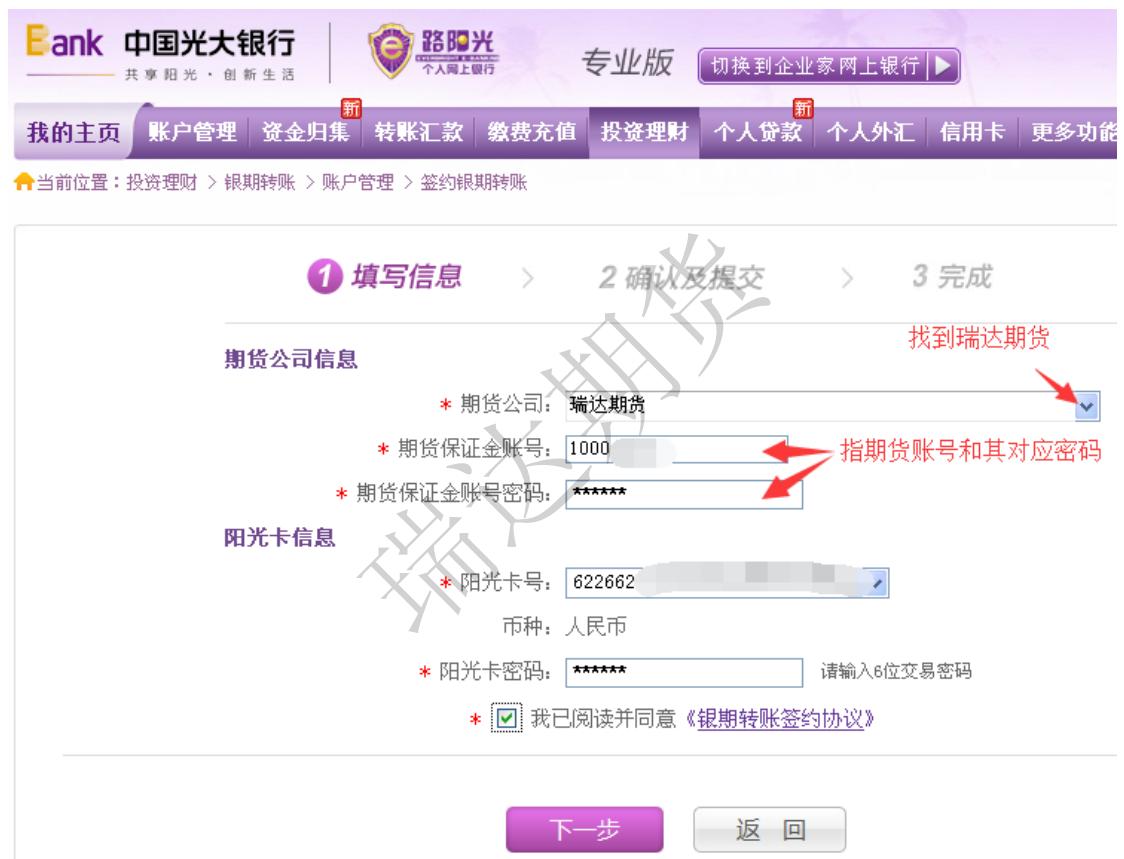 Bank 中国光大银行
共享阳光·创新生活
e 路阳光
EVERBRIGHT E-BANKING
个人网上银行
专业版
切换到企业家网上银行
新
新
我的主页 账户管理 资金归集 转账汇款 缴费充值 投资理财 个人贷款 个人外汇 信用卡 更多功能
当前位置：投资理财 > 银期转账 > 账户管理 > 签约银期转账
1 填写信息 > 2 确认及提交 > 3 完成
找到瑞达期货
期货公司信息
* 期货公司： 瑞达期货
* 期货保证金账号： 1000
指期货账号和其对应密码
* 期货保证金账号密码： ******
阳光卡信息
* 阳光卡号： 622662
币种： 人民币
* 阳光卡密码： ****** 请输入6位交易密码
* 我已阅读并同意《银期转账签约协议》
下一步 返 回
瑞达期货